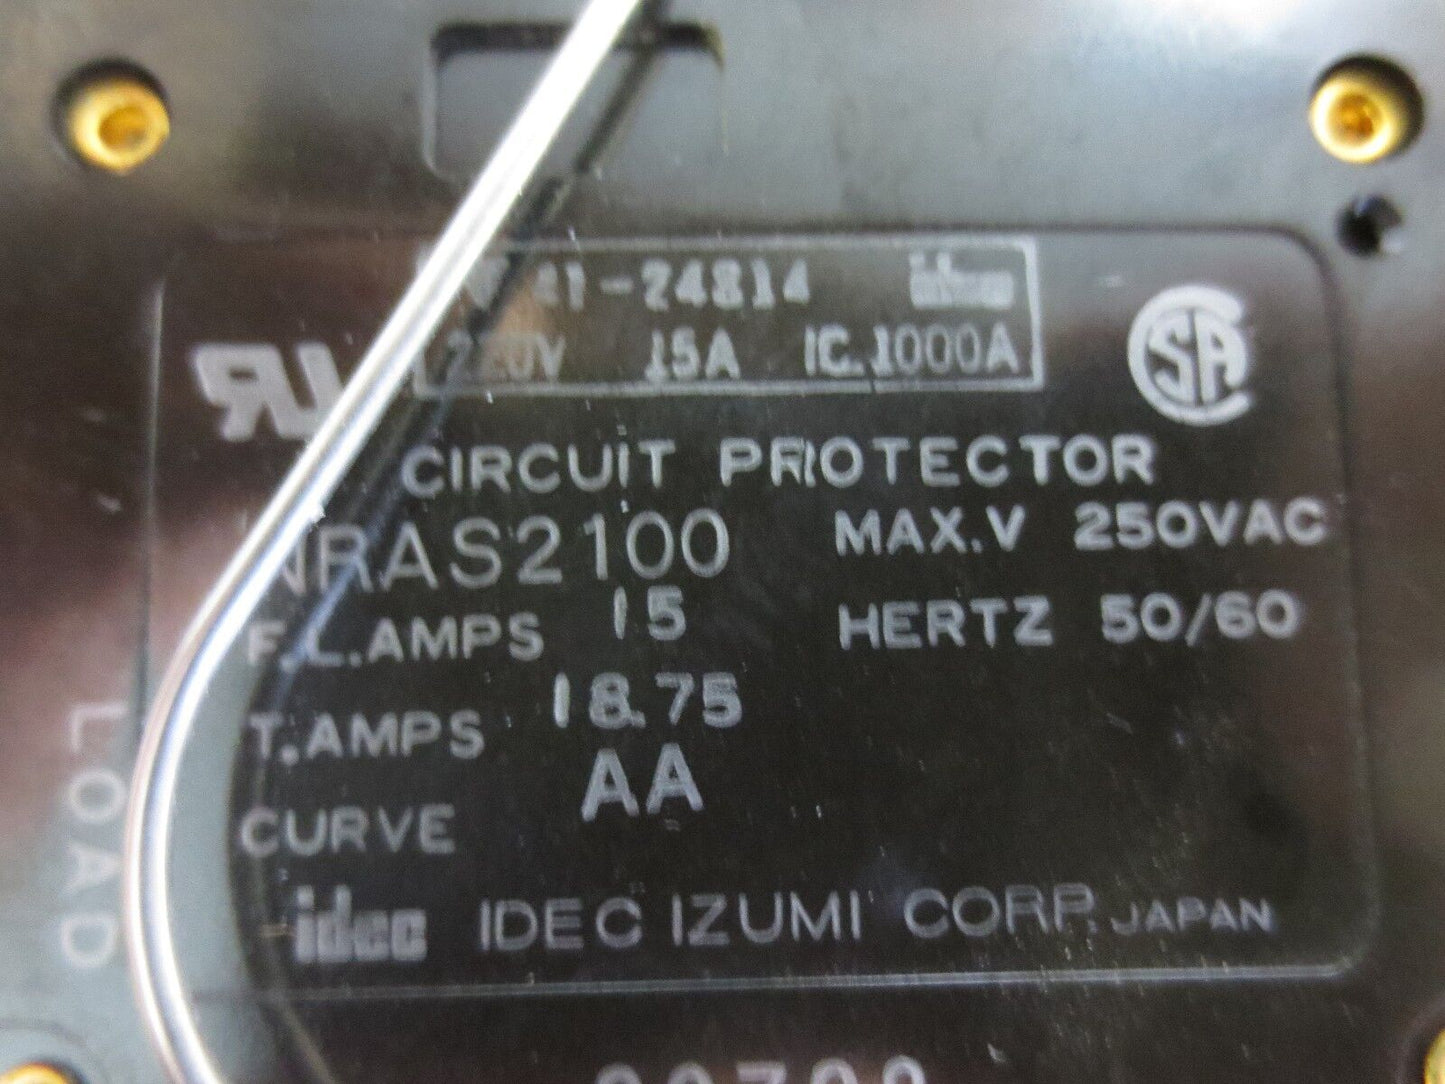 41-24814 idec
220V 15A IC.1000A
CIRCUIT PROTECTOR
NRAS2100 MAX.V 250VAC
F.L.AMPS 15 HERTZ 50/60
T.AMPS 18.75
CURVE AA
idec IDEC IZUMI CORP. JAPAN
LOAD